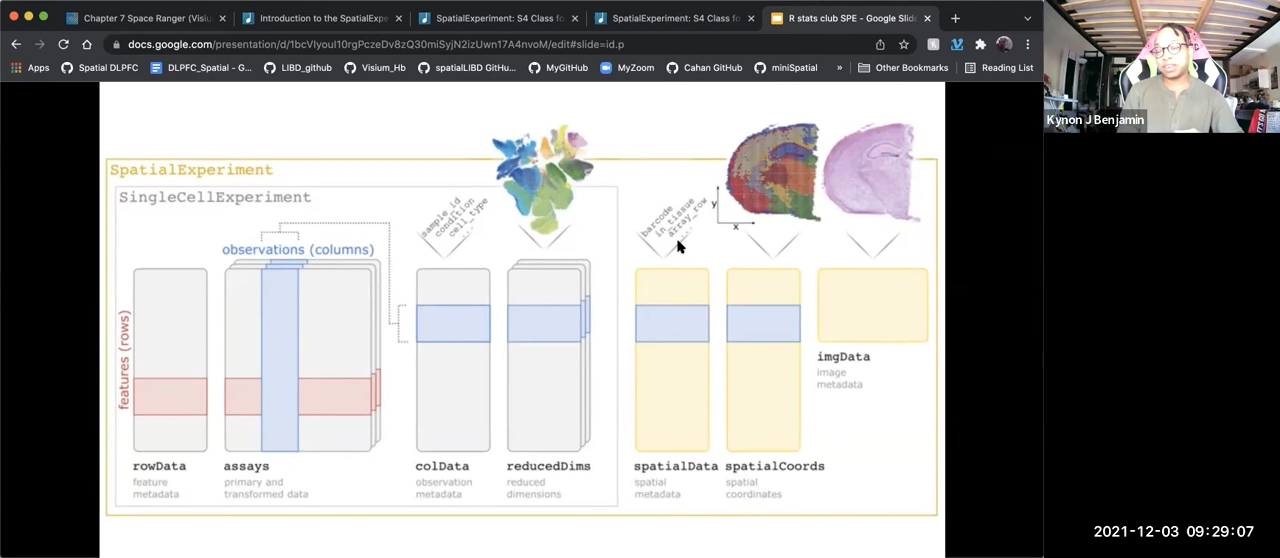 Chapter 7 Space Ranger (Visiu
Introduction to the SpatialExpe
SpatialExperiment: S4 Class fo
SpatialExperiment: S4 Class fo
R stats club SPE - Google Slide
docs.google.com/presentation/d/1bcVIyoul10rgPczeDv8zQ30miSyjN2izUwn17A4nvoM/edit#slide=id.p
Apps
Spatial DLPFC
DLPFC_Spatial - G...
LIBD_github
Visium_Hb
spatialLIBD GitHu...
MyGitHub
MyZoom
Cahan GitHub
miniSpatial
»
Other Bookmarks
Reading List
Kynon J Benjamin
SpatialExperiment
SingleCellExperiment
observations (columns)
features (rows)
sample_id
condition
cell_type
...
barcode
in_tissue
array_row
...
y
x
rowData
feature
metadata
assays
primary and
transformed data
colData
observation
metadata
reducedDims
reduced
dimensions
spatialData
spatial
metadata
spatialCoords
spatial
coordinates
imgData
image
metadata
2021-12-03 09:29:07